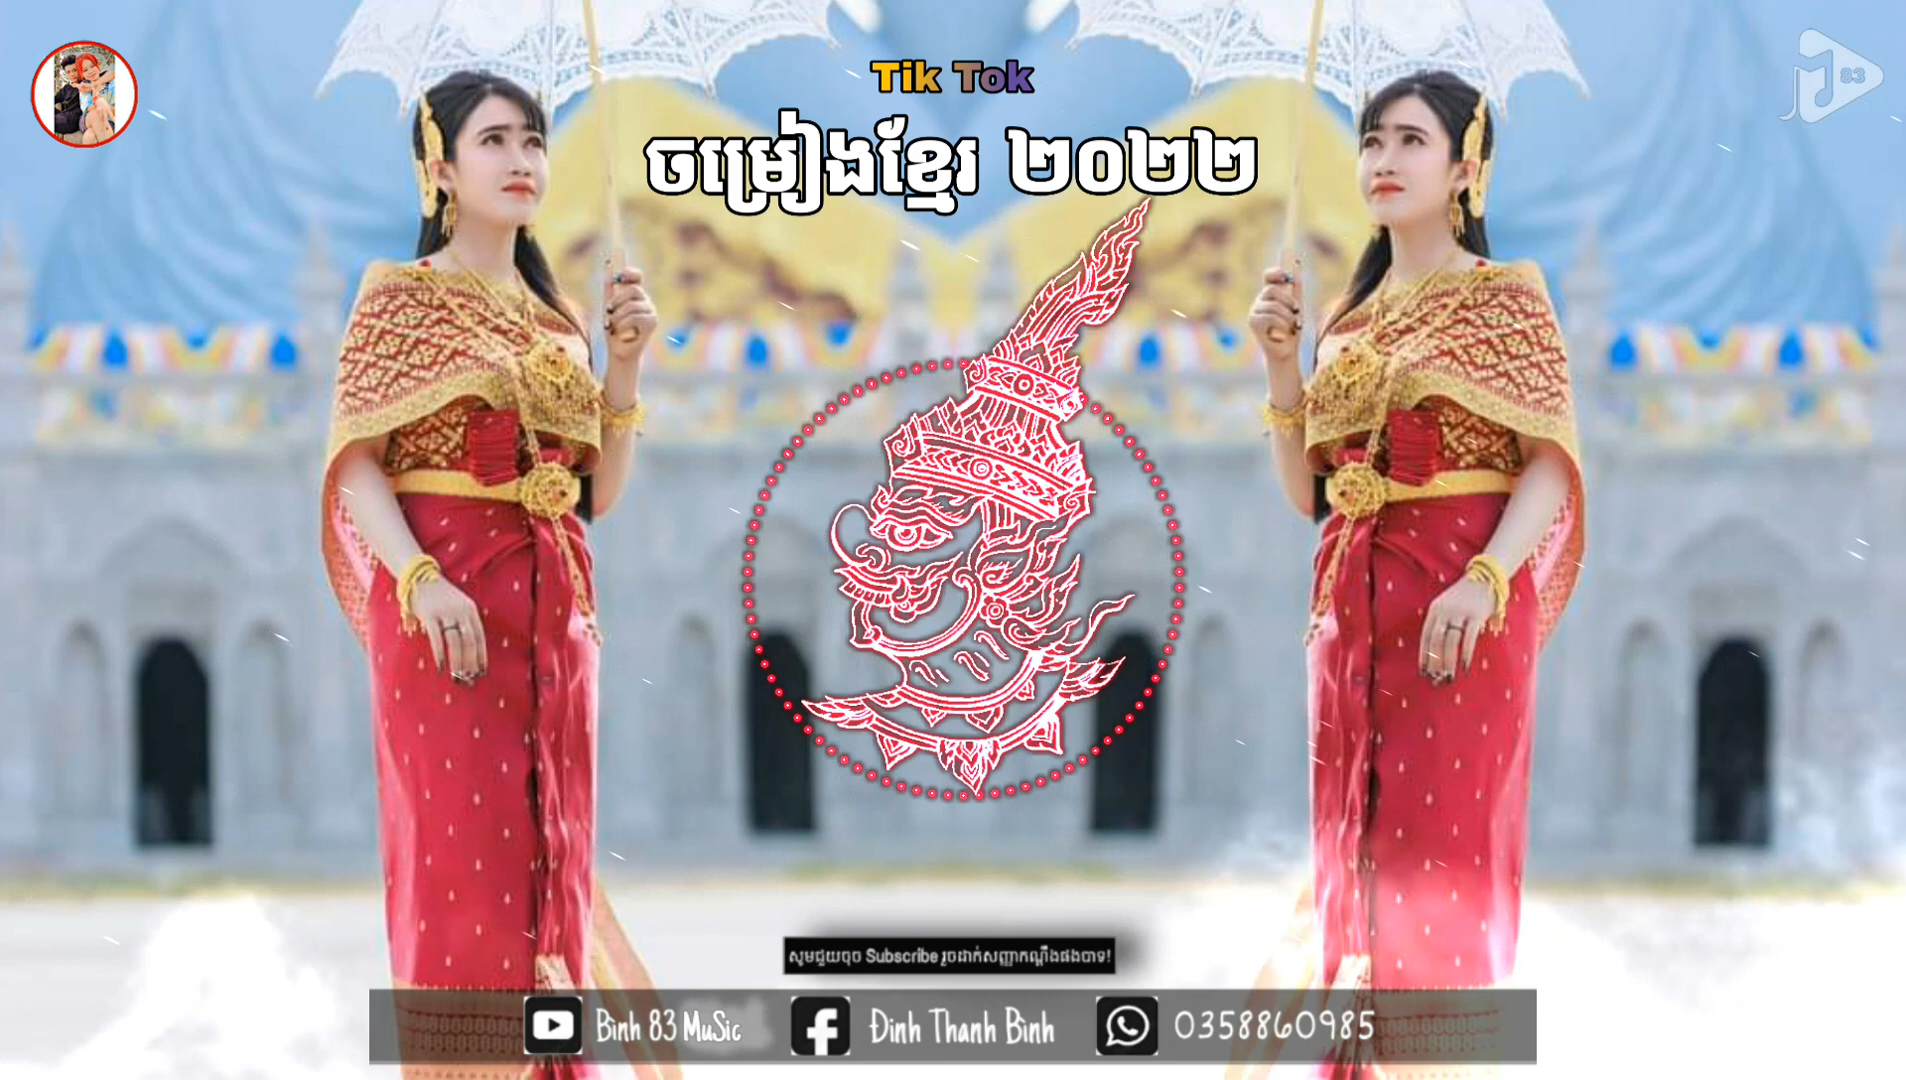 Tik Tok
83
ចម្រៀងខ្មែរ ២០២២
សូមជួយចុច Subscribe រួចដាក់សញ្ញាកណ្ដឹងផងបាទ!
Bình 83 MuSic
Đinh Thanh Bình
0358860985